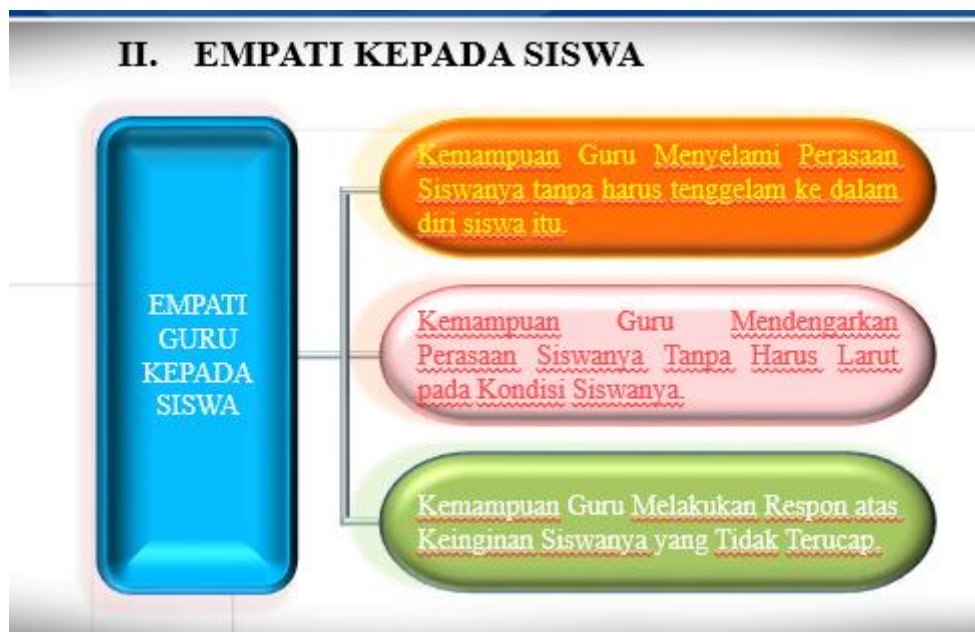 II. EMPATI KEPADA SISWA
EMPATI
GURU
KEPADA
SISWA
Kemampuan Guru Menyelami Perasaan
Siswanya tanpa harus tenggelam ke dalam
diri siswa itu.
Kemampuan Guru Mendengarkan
Perasaan Siswanya Tanpa Harus Larut
pada Kondisi Siswanya.
Kemampuan Guru Melakukan Respon atas
Keinginan Siswanya yang Tidak Terucap.